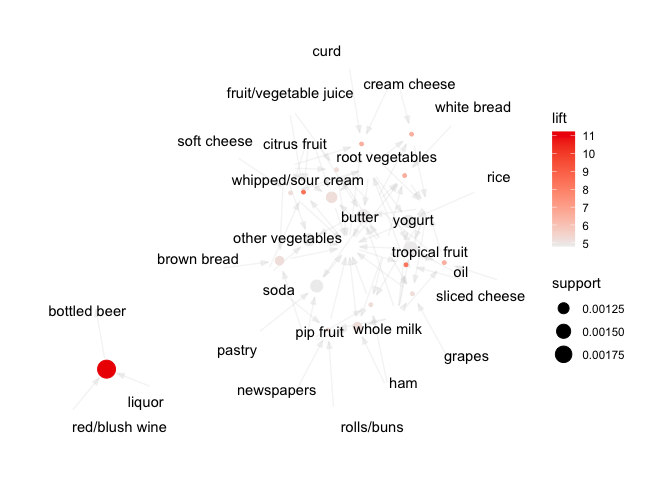 curd
cream cheese
fruit/vegetable juice
white bread
soft cheese
citrus fruit
root vegetables
whipped/sour cream
rice
butter
yogurt
other vegetables
tropical fruit
brown bread
oil
soda
sliced cheese
bottled beer
pip fruit
whole milk
pastry
grapes
newspapers
ham
liquor
red/blush wine
rolls/buns
lift
11
10
9
8
7
6
5
support
0.00125
0.00150
0.00175